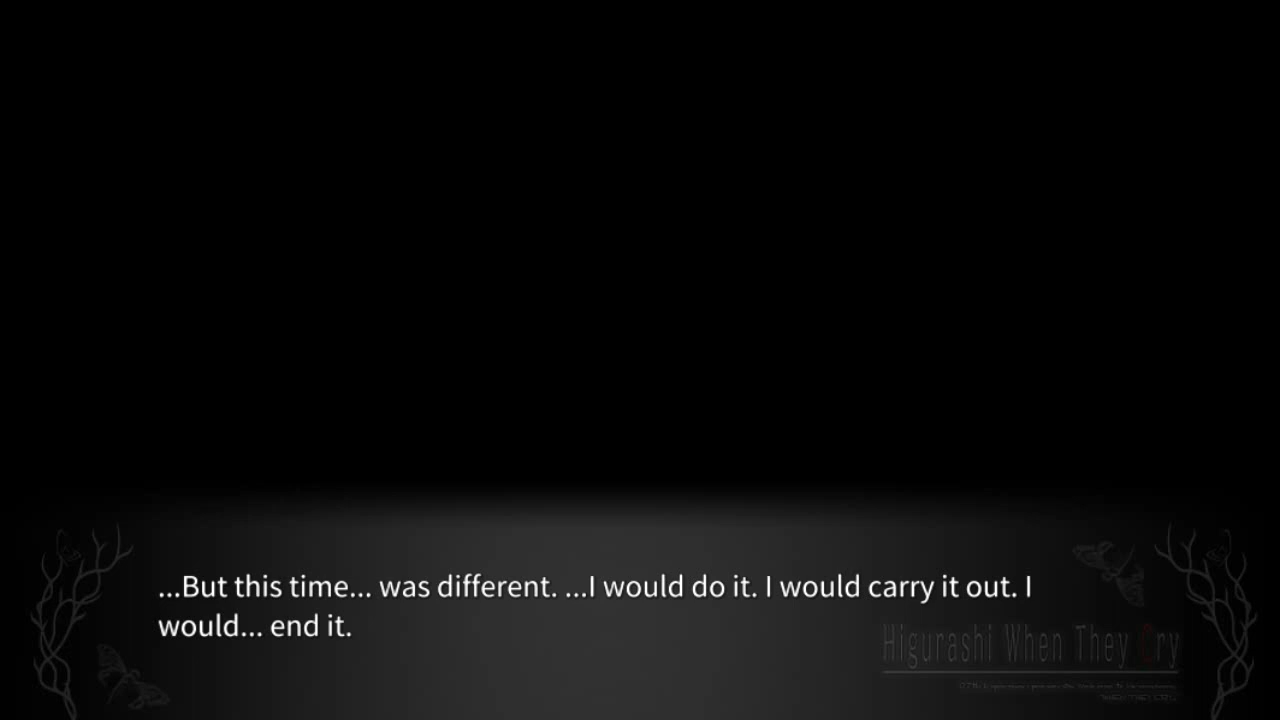 ...But this time... was different. ...I would do it. I would carry it out. I
would... end it.
Higurashi When They Cry